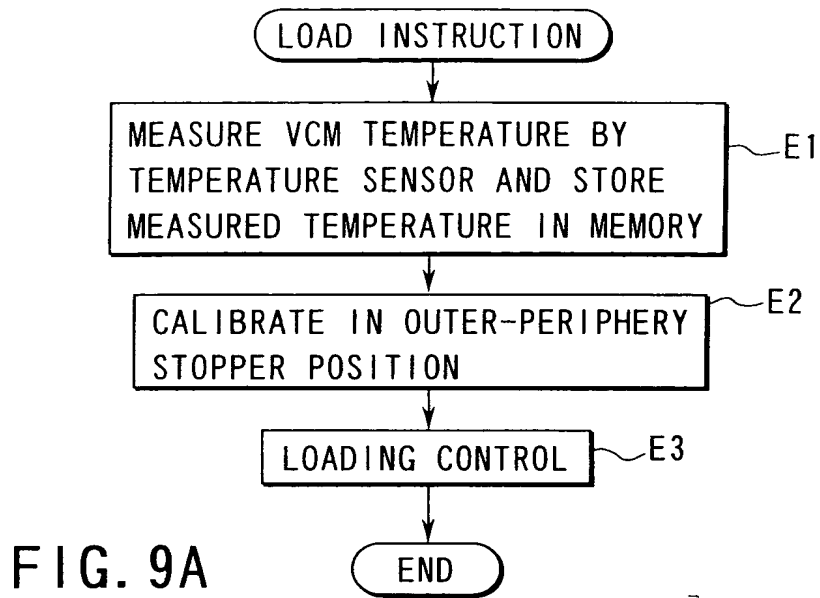 LOAD INSTRUCTION
MEASURE VCM TEMPERATURE BY
TEMPERATURE SENSOR AND STORE
MEASURED TEMPERATURE IN MEMORY
E1
CALIBRATE IN OUTER-PERIPHERY
STOPPER POSITION
E2
LOADING CONTROL
E3
END
FIG. 9A